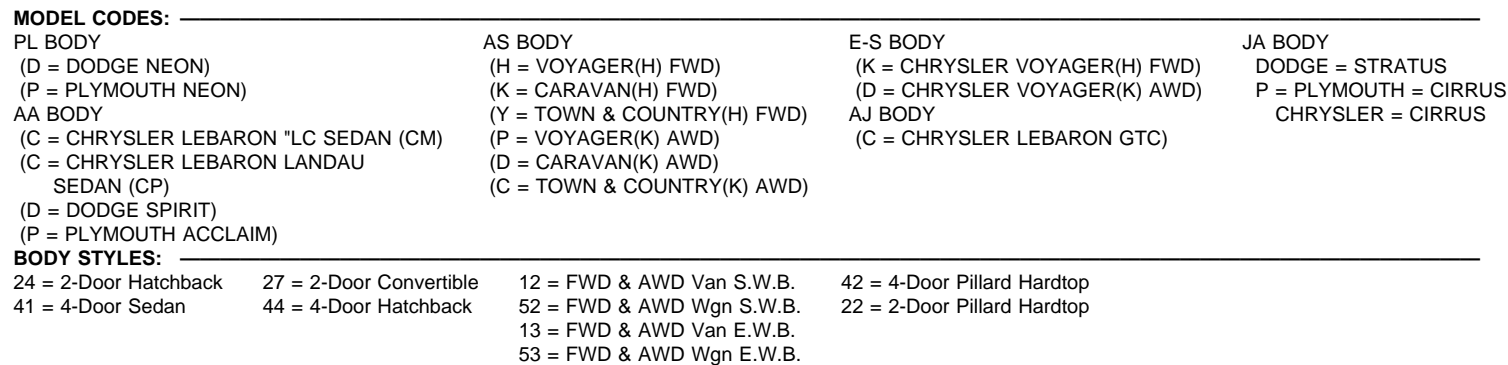 MODEL CODES:
PL BODY AS BODY E-S BODY JA BODY
(D = DODGE NEON) (H = VOYAGER(H) FWD) (K = CHRYSLER VOYAGER(H) FWD) DODGE = STRATUS
(P = PLYMOUTH NEON) (K = CARAVAN(H) FWD) (D = CHRYSLER VOYAGER(K) AWD) P = PLYMOUTH = CIRRUS
AA BODY (Y = TOWN & COUNTRY(H) FWD) AJ BODY CHRYSLER = CIRRUS
(C = CHRYSLER LEBARON "LC SEDAN (CM) (P = VOYAGER(K) AWD) (C = CHRYSLER LEBARON GTC)
(C = CHRYSLER LEBARON LANDAU (D = CARAVAN(K) AWD)
SEDAN (CP) (C = TOWN & COUNTRY(K) AWD)
(D = DODGE SPIRIT)
(P = PLYMOUTH ACCLAIM)
BODY STYLES:
24 = 2-Door Hatchback 27 = 2-Door Convertible 12 = FWD & AWD Van S.W.B. 42 = 4-Door Pillard Hardtop
41 = 4-Door Sedan 44 = 4-Door Hatchback 52 = FWD & AWD Wgn S.W.B. 22 = 2-Door Pillard Hardtop
13 = FWD & AWD Van E.W.B.
53 = FWD & AWD Wgn E.W.B.